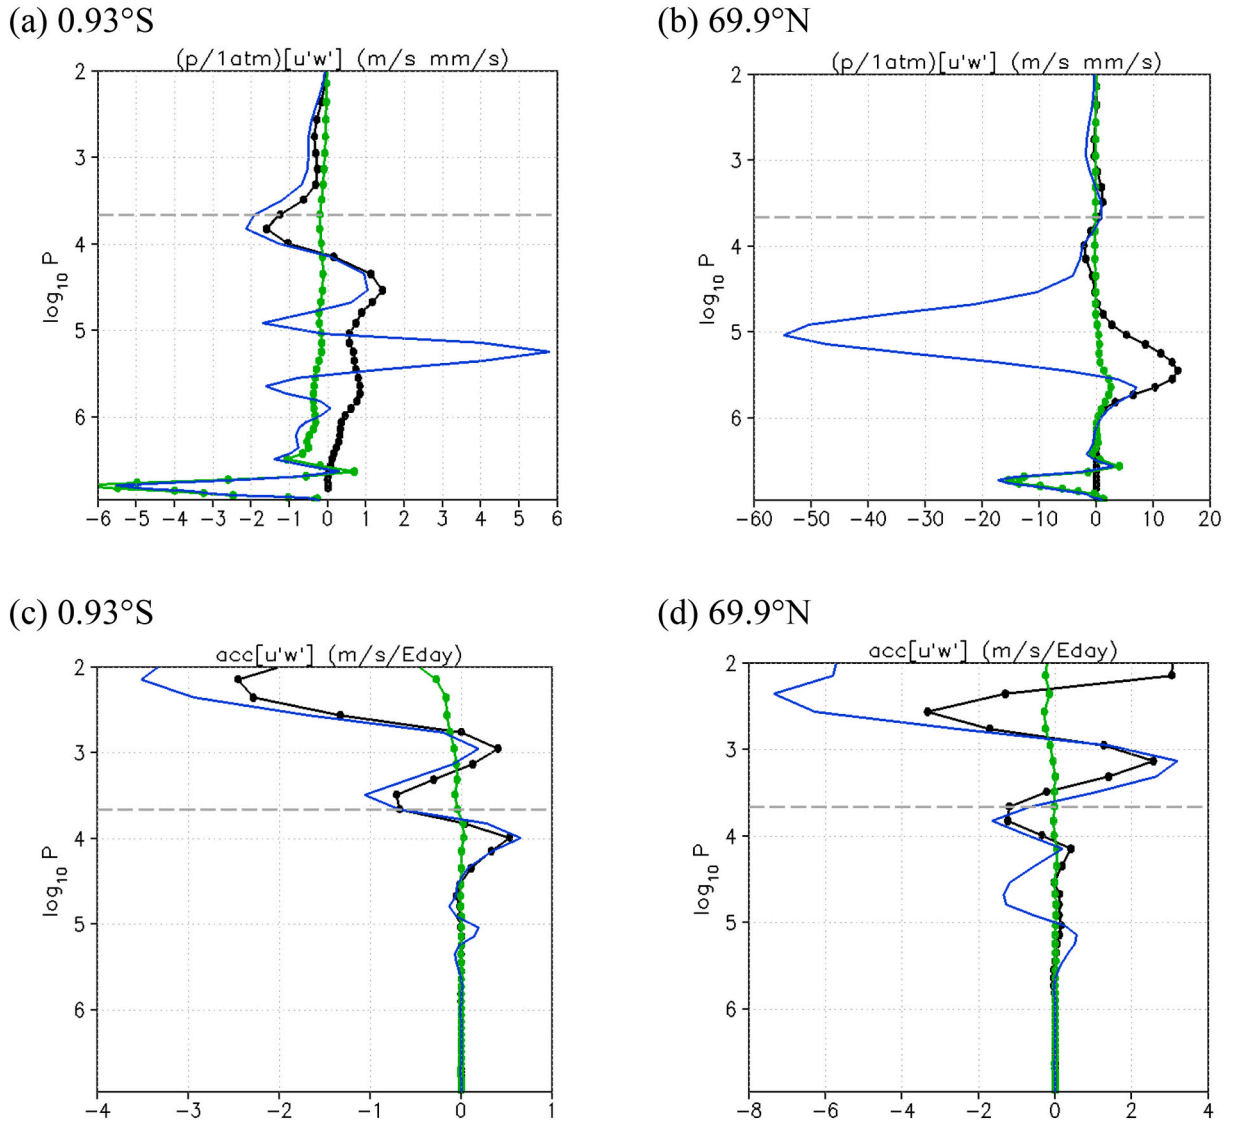 (a) 0.93°S
(p/1atm)[u'w'] (m/s mm/s)
2
3
4
5
6
log10 P
-6 -5 -4 -3 -2 -1 0 1 2 3 4 5 6
(b) 69.9°N
(p/1atm)[u'w'] (m/s mm/s)
2
3
4
5
6
log10 P
-60 -50 -40 -30 -20 -10 0 10 20
(c) 0.93°S
acc[u'w'] (m/s/Eday)
2
3
4
5
6
log10 P
-4 -3 -2 -1 0 1
(d) 69.9°N
acc[u'w'] (m/s/Eday)
2
3
4
5
6
log10 P
-8 -6 -4 -2 0 2 4